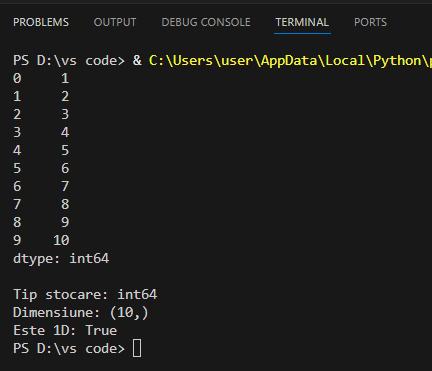 PROBLEMS OUTPUT DEBUG CONSOLE TERMINAL PORTS
PS D:\vs code> & C:\Users\user\AppData\Local\Python\
0 1
1 2
2 3
3 4
4 5
5 6
6 7
7 8
8 9
9 10
dtype: int64
Tip stocare: int64
Dimensiune: (10,)
Este 1D: True
PS D:\vs code>